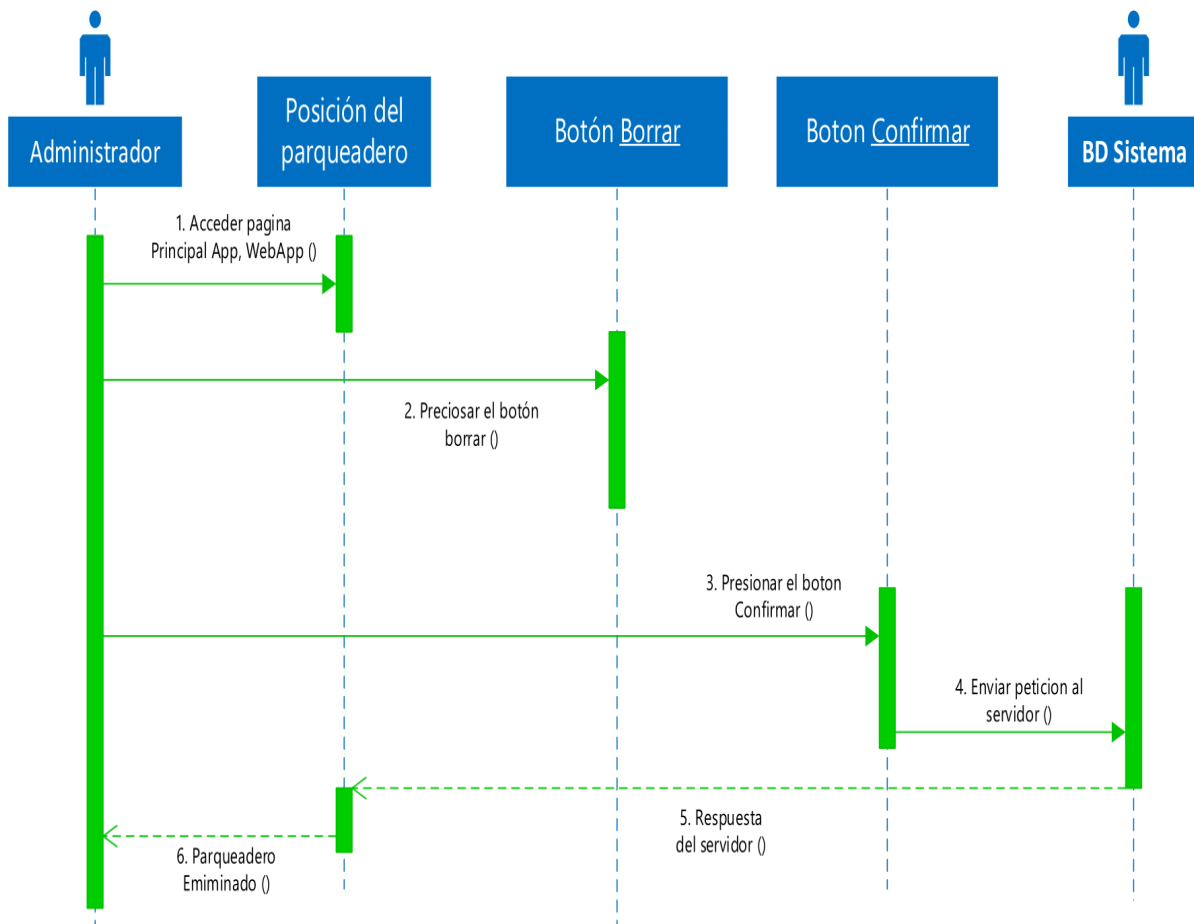 Administrador
Posición del
parqueadero
Botón Borrar
Boton Confirmar
BD Sistema
1. Acceder pagina
Principal App, WebApp ()
2. Preciosar el botón
borrar ()
3. Presionar el boton
Confirmar ()
4. Enviar peticion al
servidor ()
5. Respuesta
del servidor ()
6. Parqueadero
Emiminado ()